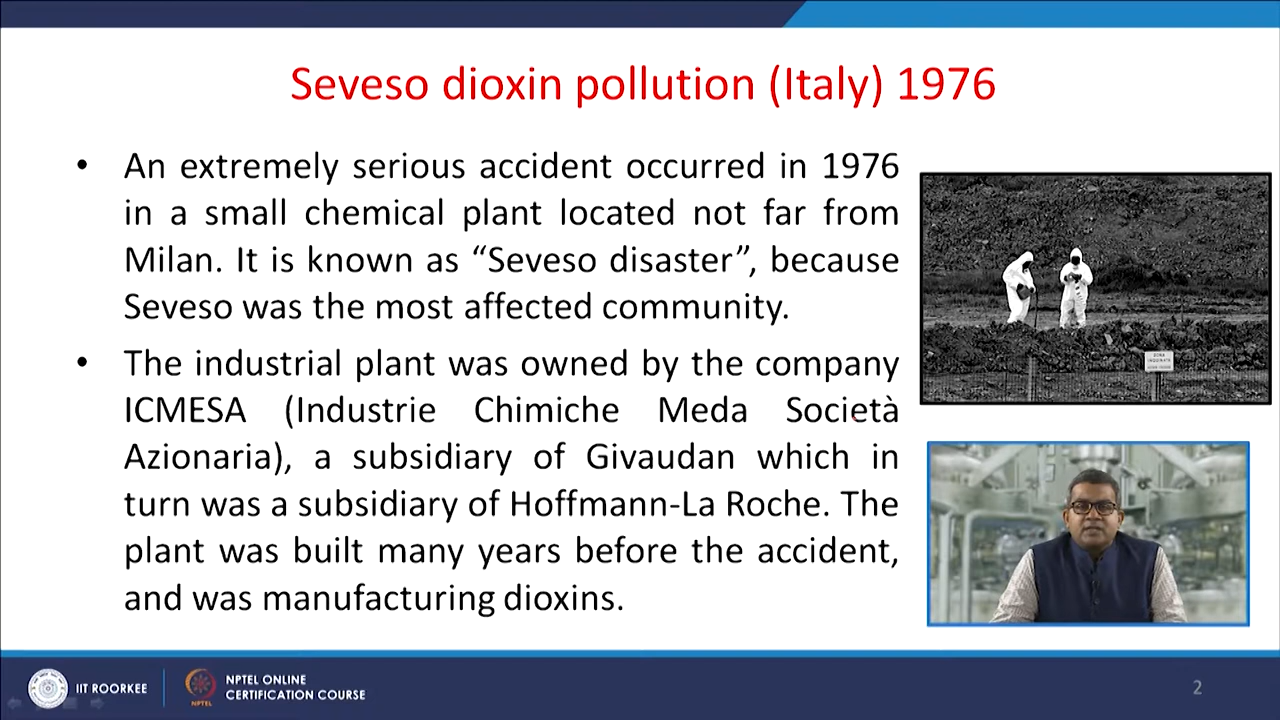 Seveso dioxin pollution (Italy) 1976
• An extremely serious accident occurred in 1976
in a small chemical plant located not far from
Milan. It is known as “Seveso disaster”, because
Seveso was the most affected community.
• The industrial plant was owned by the company
ICMESA (Industrie Chimiche Meda Società
Azionaria), a subsidiary of Givaudan which in
turn was a subsidiary of Hoffmann-La Roche. The
plant was built many years before the accident,
and was manufacturing dioxins.
ZONA
IIT ROORKEE
NPTEL
NPTEL ONLINE
CERTIFICATION COURSE
2